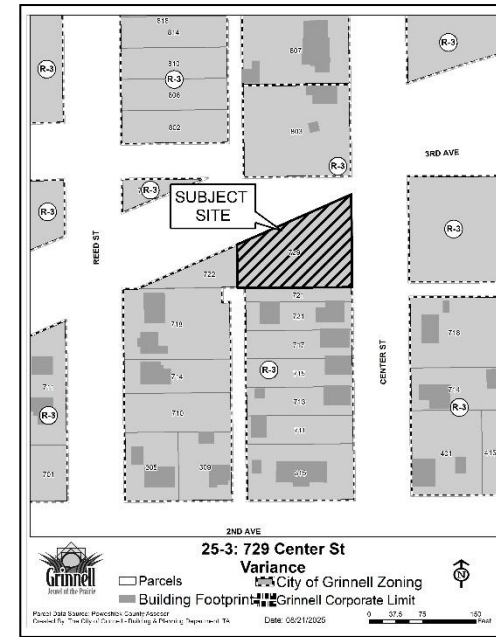 818
814
810
R-3
R-3
807
R-3
802
803
R-3
3RD AVE
R-3
R-3
SUBJECT
SITE
R-3
REED ST
729
722
721
719
721
717
718
CENTER ST
714
R-3
715
714
713
R-3
R-3
710
711
701
305
309
401
415
2ND AVE
25-3: 729 Center St
Variance
Grinnell
Jewel of the Prairie
Parcels
City of Grinnell Zoning
Building Footprint
Grinnell Corporate Limit
N
Parcel Data Source: Poweshiek County Assessor
Created By: The City of Grinnell - Building & Planning Department, TA
Date: 08/21/2025
0 37.5 75 150
Feet